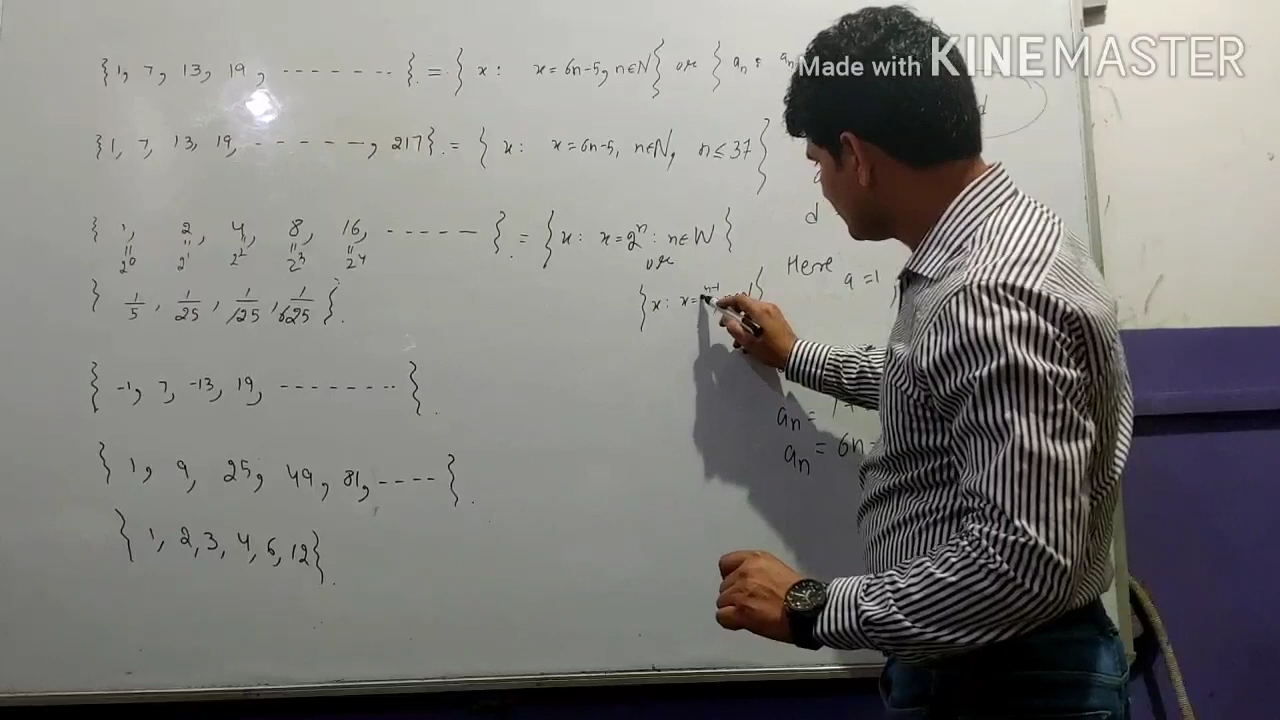 Made with KINEMASTER
{1, 7, 13, 19, -------- }. = { x : x = 6n-5, n∈N} or { aₙ : aₙ
d
{1, 7, 13, 19, ------, 217}. = { x : x = 6n-5, n∈N, n ≤ 37 }
d
{ 1, 2, 4, 8, 16, ------ }. = { x : x = 2ⁿ : n∈W }
" " " " "
2⁰ 2¹ 2² 2³ 2⁴
or
Here a = 1
{ 1/5, 1/25, 1/125, 1/625 }.
{ x : x = ⁿ⁻¹ }
{ -1, 7, -13, 19, -------- }.
aₙ = 1+
aₙ = 6n-
{ 1, 9, 25, 49, 81, ---- }.
{ 1, 2, 3, 4, 6, 12 }.